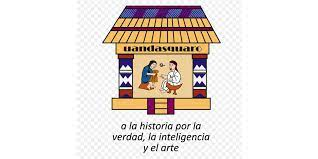 uandasquaro
a la historia por la
verdad, la inteligencia
y el arte